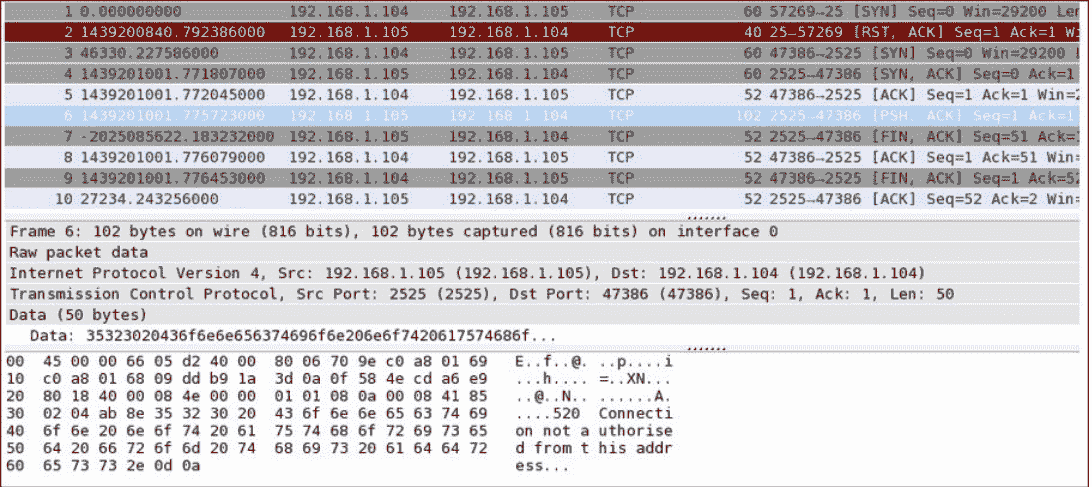 1 0.000000000 192.168.1.104 192.168.1.105 TCP 60 57269→25 [SYN] Seq=0 Win=29200 Len
2 1439200840.792386000 192.168.1.105 192.168.1.104 TCP 40 25→57269 [RST, ACK] Seq=1 Ack=1 Wi
3 46330.227586000 192.168.1.104 192.168.1.105 TCP 60 47386→2525 [SYN] Seq=0 Win=29200
4 1439201001.771807000 192.168.1.105 192.168.1.104 TCP 60 2525→47386 [SYN, ACK] Seq=0 Ack=1
5 1439201001.772045000 192.168.1.104 192.168.1.105 TCP 52 47386→2525 [ACK] Seq=1 Ack=1 Win=2
6 1439201001.775723000 192.168.1.105 192.168.1.104 TCP 102 2525→47386 [PSH, ACK] Seq=1 Ack=1
7 -2025085622.183232000 192.168.1.105 192.168.1.104 TCP 52 2525→47386 [FIN, ACK] Seq=51 Ack=
8 1439201001.776079000 192.168.1.104 192.168.1.105 TCP 52 47386→2525 [ACK] Seq=1 Ack=51 Win=
9 1439201001.776453000 192.168.1.104 192.168.1.105 TCP 52 47386→2525 [FIN, ACK] Seq=1 Ack=52
10 27234.243256000 192.168.1.105 192.168.1.104 TCP 52 2525→47386 [ACK] Seq=52 Ack=2 Win=
Frame 6: 102 bytes on wire (816 bits), 102 bytes captured (816 bits) on interface 0
Raw packet data
Internet Protocol Version 4, Src: 192.168.1.105 (192.168.1.105), Dst: 192.168.1.104 (192.168.1.104)
Transmission Control Protocol, Src Port: 2525 (2525), Dst Port: 47386 (47386), Seq: 1, Ack: 1, Len: 50
Data (50 bytes)
Data: 35323020436f6e6e656374696f6e206e6f7420617574686f...
00 45 00 00 66 05 d2 40 00 80 06 70 9e c0 a8 01 69 E..f..@. ..p....i
10 c0 a8 01 68 09 dd b9 1a 3d 0a 0f 58 4e cd a6 e9 ...h.... =..XN...
20 80 18 40 00 08 4e 00 00 01 01 08 0a 00 08 41 85 ..@..N.. ......A.
30 02 04 ab 8e 35 32 30 20 43 6f 6e 6e 65 63 74 69 ....520 Connecti
40 6f 6e 20 6e 6f 74 20 61 75 74 68 6f 72 69 73 65 on not a uthorise
50 64 20 66 72 6f 6d 20 74 68 69 73 20 61 64 64 72 d from t his addr
60 65 73 73 2e 0d 0a ess...